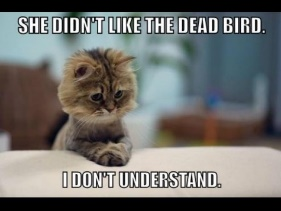 SHE DIDN'T LIKE THE DEAD BIRD.
I DON'T UNDERSTAND.